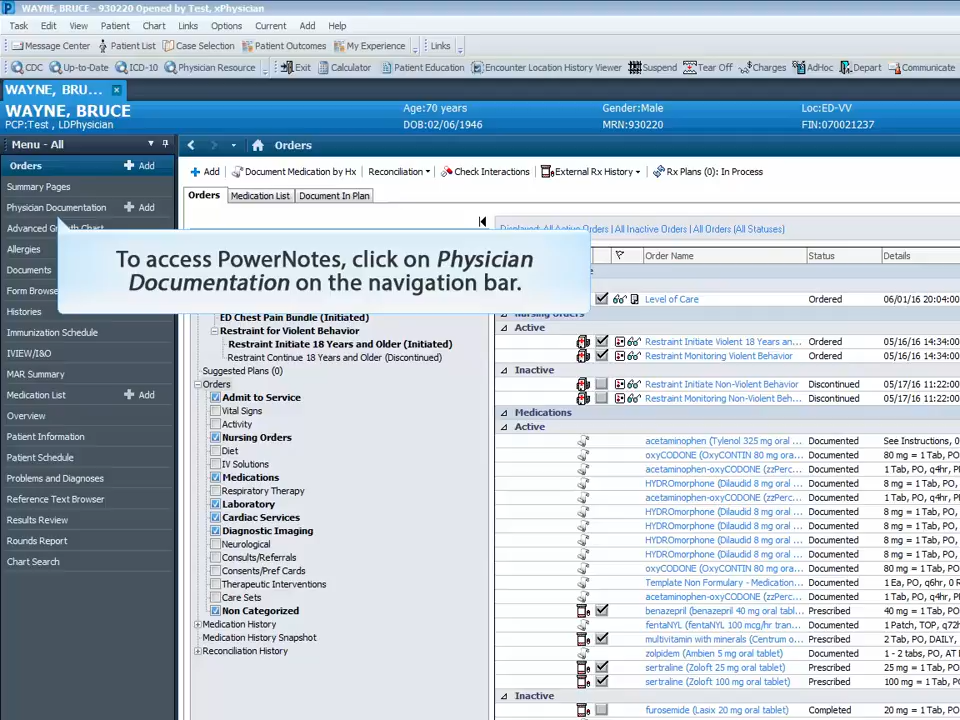 WAYNE, BRUCE - 930220 Opened by Test, xPhysician
Task Edit View Patient Chart Links Options Current Add Help
Message Center Patient List Case Selection Patient Outcomes My Experience Links
CDC Up-to-Date ICD-10 Physician Resource Exit Calculator Patient Education Encounter Location History Viewer Suspend Tear Off Charges AdHoc Depart Communicate
WAYNE, BRU...
WAYNE, BRUCE
PCP:Test , LDPhysician
Age:70 years
DOB:02/06/1946
Gender:Male
MRN:930220
Loc:ED-VV
FIN:070021237
Menu - All
Orders Add
Summary Pages
Physician Documentation Add
Allergies
Documents
Form Browse
Histories
Immunization Schedule
IVIEW/I&O
MAR Summary
Medication List Add
Overview
Patient Information
Patient Schedule
Problems and Diagnoses
Reference Text Browser
Results Review
Rounds Report
Chart Search
Orders
Add Document Medication by Hx Reconciliation Check Interactions External Rx History Rx Plans (0): In Process
Orders Medication List Document In Plan
To access PowerNotes, click on Physician
Documentation on the navigation bar.
ED Chest Pain Bundle (Initiated)
Restraint for Violent Behavior
Restraint Initiate 18 Years and Older (Initiated)
Restraint Continue 18 Years and Older (Discontinued)
Suggested Plans (0)
Orders
Admit to Service
Vital Signs
Activity
Nursing Orders
Diet
IV Solutions
Medications
Respiratory Therapy
Laboratory
Cardiac Services
Diagnostic Imaging
Neurological
Consults/Referrals
Consents/Pref Cards
Therapeutic Interventions
Care Sets
Non Categorized
Medication History
Medication History Snapshot
Reconciliation History
Displayed: All Active Orders | All Inactive Orders | All Orders (All Statuses)
Order Name Status Details
Level of Care Ordered 06/01/16 20:04:00
Nursing Orders
Active
Restraint Initiate Violent 18 Years an... Ordered 05/16/16 14:34:00
Restraint Monitoring Violent Behavior Ordered 05/16/16 14:34:00
Inactive
Restraint Initiate Non-Violent Behavior Discontinued 05/17/16 11:22:00
Restraint Monitoring Non-Violent Beh... Discontinued 05/17/16 11:22:00
Medications
Active
acetaminophen (Tylenol 325 mg oral ... Documented See Instructions,
oxyCODONE (OxyCONTIN 80 mg ora... Documented 80 mg = 1 Tab, PO,
acetaminophen-oxyCODONE (zzPerc... Documented 1 Tab, PO, q4hr,
HYDROmorphone (Dilaudid 8 mg oral ... Documented 8 mg = 1 Tab, PO,
acetaminophen-oxyCODONE (zzPerc... Documented 1 Tab, PO, q4hr,
HYDROmorphone (Dilaudid 8 mg oral ... Documented 8 mg = 1 Tab, PO,
HYDROmorphone (Dilaudid 8 mg oral ... Documented 8 mg = 1 Tab, PO,
HYDROmorphone (Dilaudid 8 mg oral ... Documented 8 mg = 1 Tab, PO,
HYDROmorphone (Dilaudid 8 mg oral ... Documented 8 mg = 1 Tab, PO,
oxyCODONE (OxyCONTIN 80 mg ora... Documented 80 mg = 1 Tab, PO,
Template Non Formulary - Medication... Documented 1 Ea, PO, q6hr, 0
acetaminophen-oxyCODONE (zzPerc... Documented 1 Tab, PO, q4hr,
benazepril (benazepril 40 mg oral tabl... Prescribed 40 mg = 1 Tab,
fentaNYL (fentaNYL 100 mcg/hr tran... Documented 1 Patch, TOP, q72h
multivitamin with minerals (Centrum o... Prescribed 2 Tab, PO, DAILY,
zolpidem (Ambien 5 mg oral tablet) Documented 1 - 2 tabs, PO, AT
sertraline (Zoloft 25 mg oral tablet) Prescribed 25 mg = 1 Tab,
sertraline (Zoloft 100 mg oral tablet) Prescribed 100 mg = 1 Tab,
Inactive
furosemide (Lasix 20 mg oral tablet) Completed 20 mg = 1 Tab, PO,